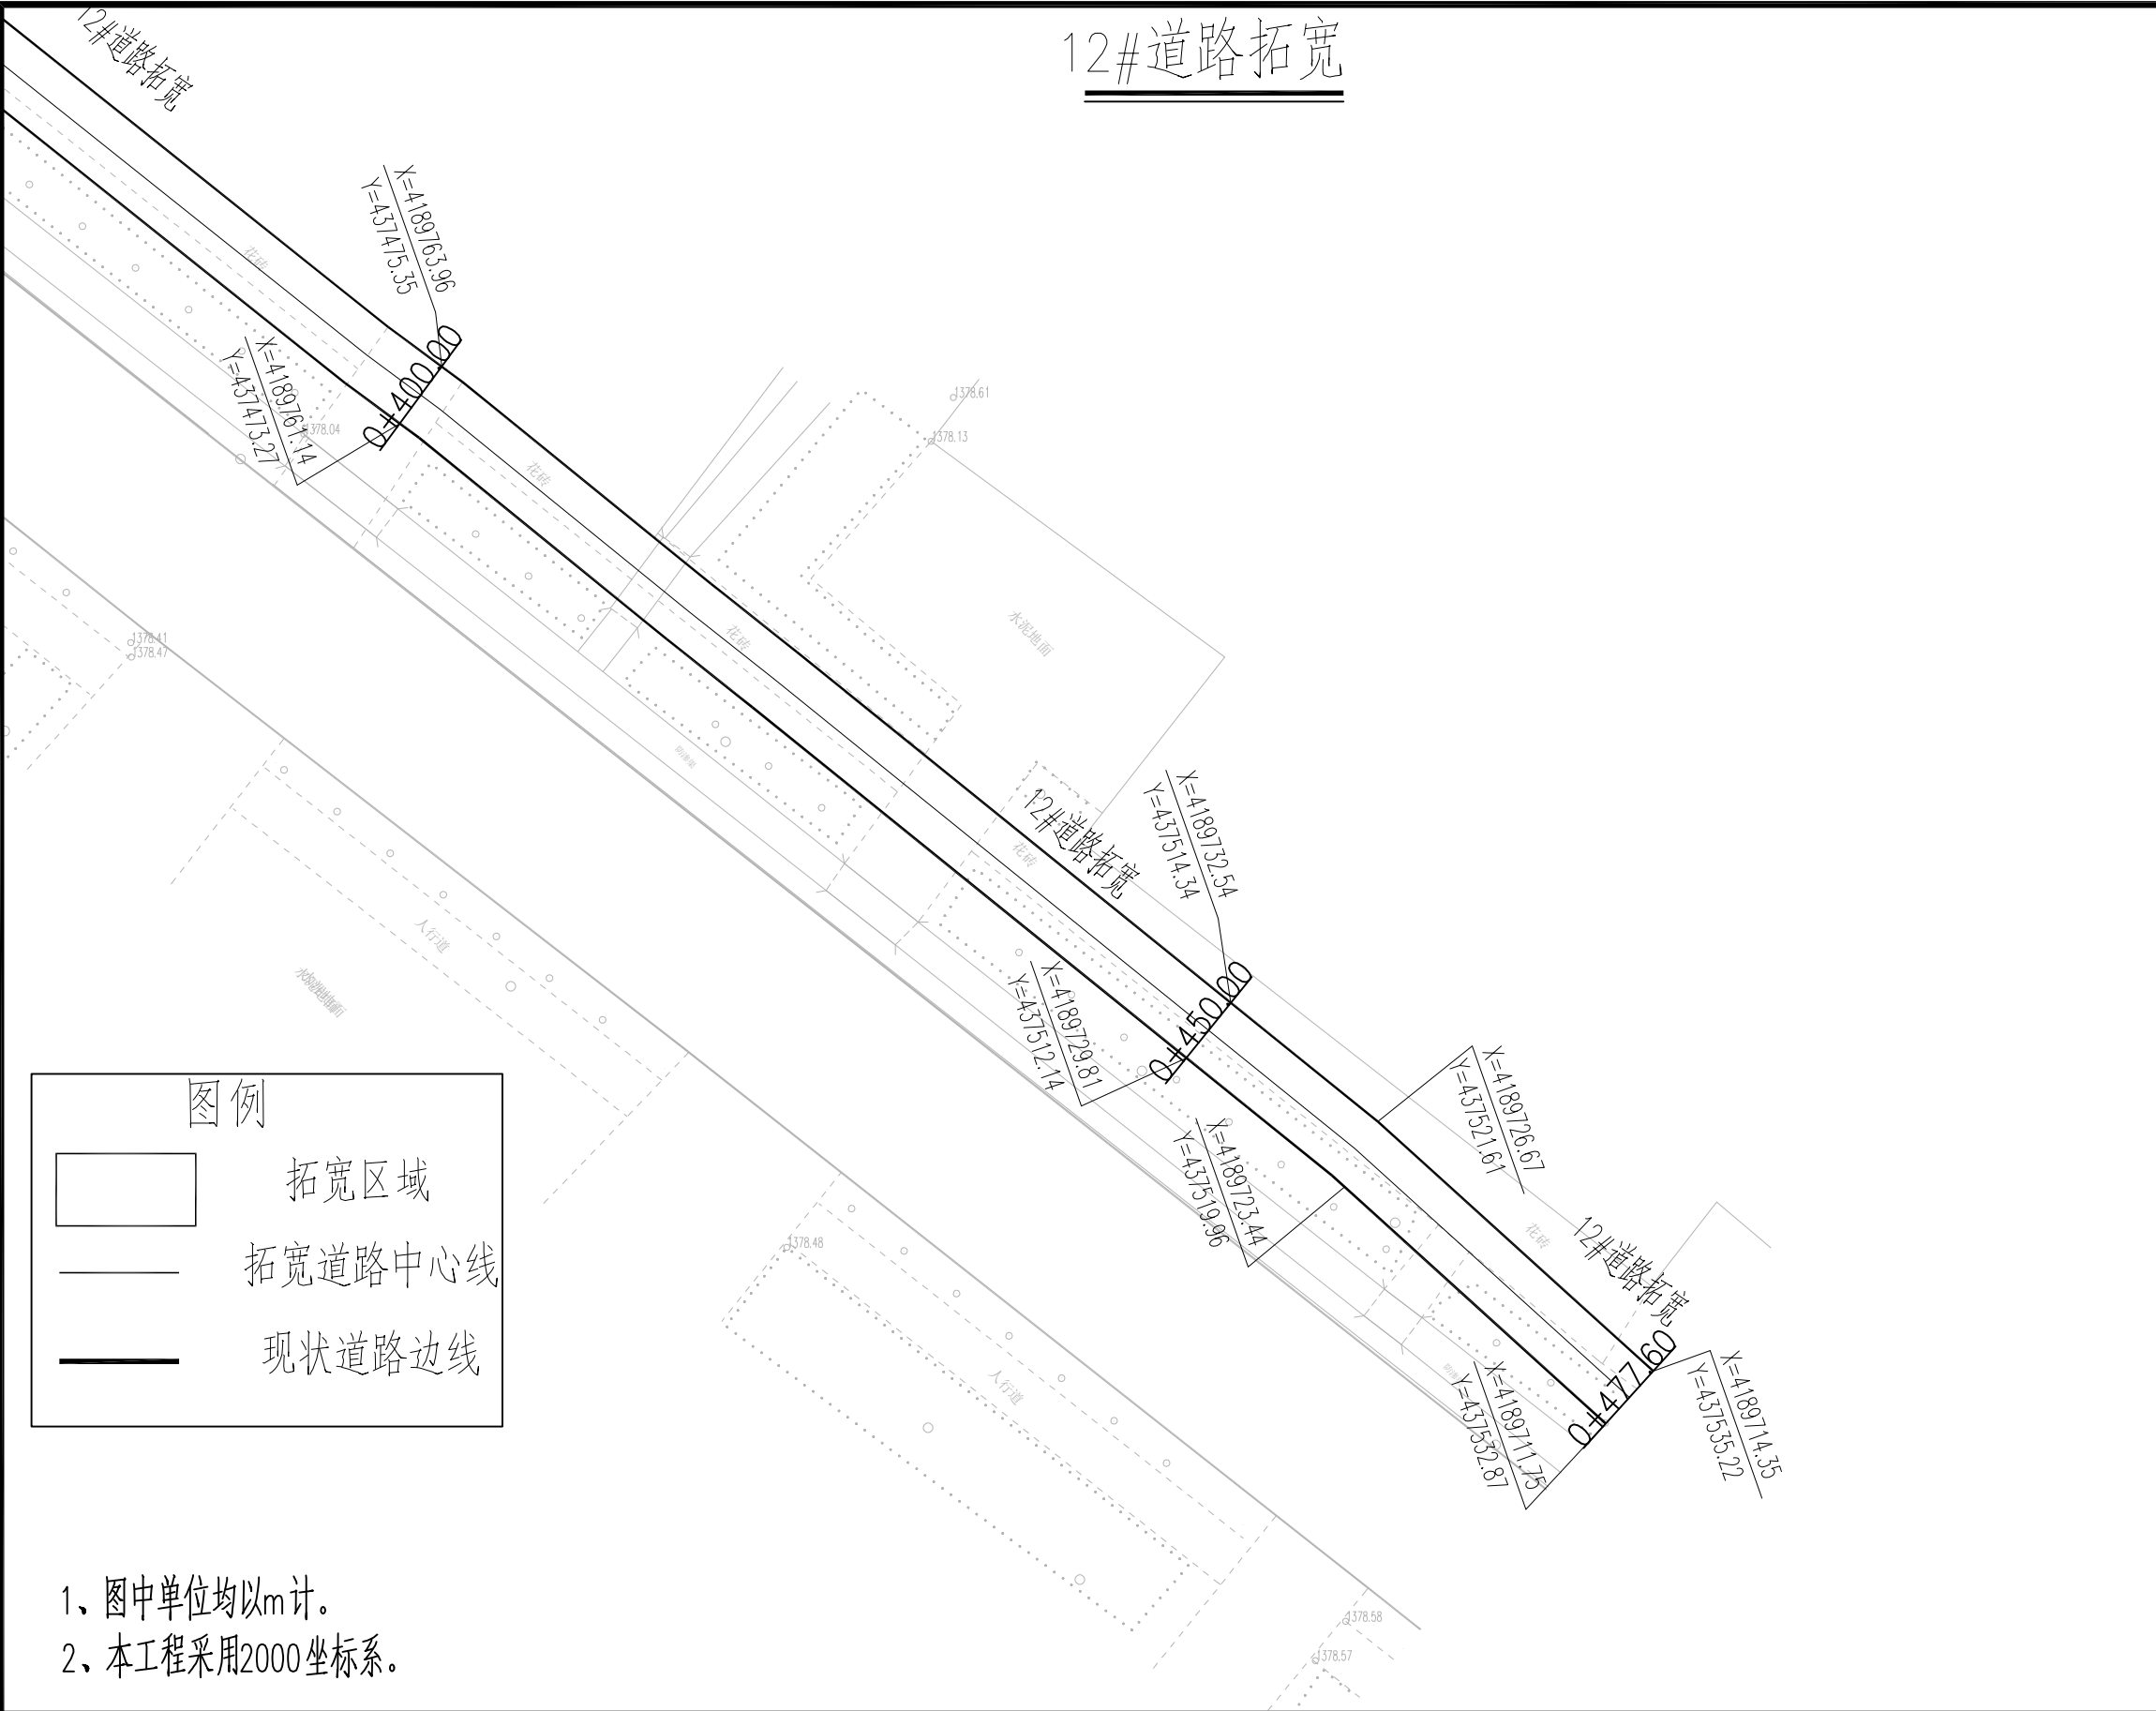 12#道路拓宽
12#道路拓宽
X=4189763.96
Y=437475.35
0+400.00
X=4189761.14
Y=437473.27
花砖
1378.04
花砖
1378.61
1378.13
花砖
水泥地面
1378.41
1378.47
防渗渠
12#道路拓宽
花砖
X=4189732.54
Y=437514.34
0+450.00
X=4189729.81
Y=437512.14
人行道
水泥地面
X=4189726.67
Y=437521.61
X=4189723.44
Y=437519.96
花砖
12#道路拓宽
1378.48
人行道
0+477.60
X=4189714.35
Y=437535.22
X=4189711.75
Y=437532.87
图例
拓宽区域
拓宽道路中心线
现状道路边线
1、图中单位均以m计。
2、本工程采用2000坐标系。
1378.58
1378.57